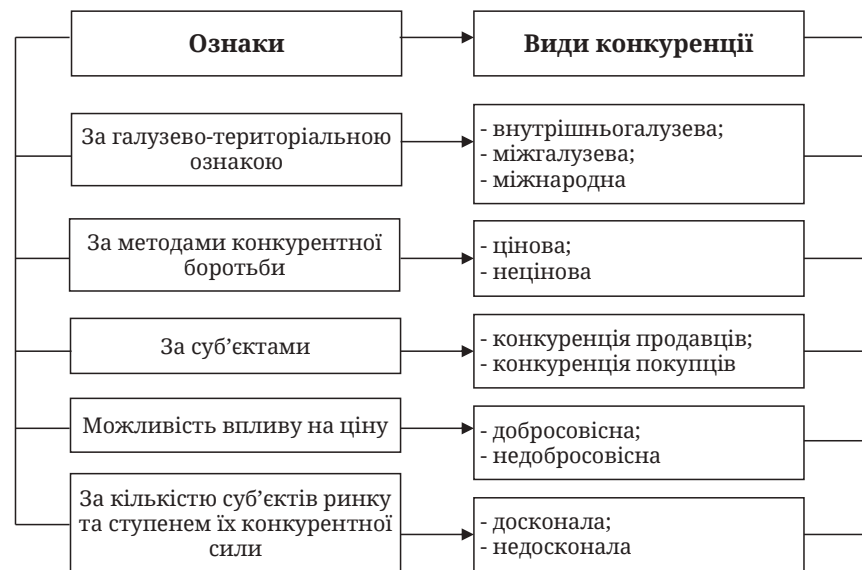 Ознаки
Види конкуренції
За галузево-територіальною
ознакою
- внутрішньогалузева;
- міжгалузева;
- міжнародна
За методами конкурентної
боротьби
- цінова;
- нецінова
За суб’єктами
- конкуренція продавців;
- конкуренція покупців
Можливість впливу на ціну
- добросовісна;
- недобросовісна
За кількістю суб’єктів ринку
та ступенем їх конкурентної
сили
- досконала;
- недосконала